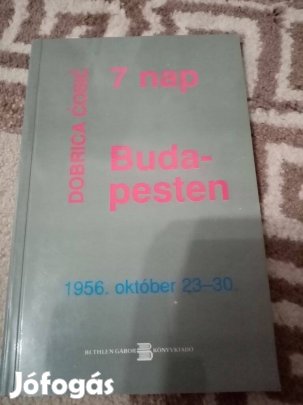 DOBRICA ĆOSIĆ
7 nap
Buda-
pesten
1956. október 23–30.
BETHLEN GÁBOR KÖNYVKIADÓ
Jófogás